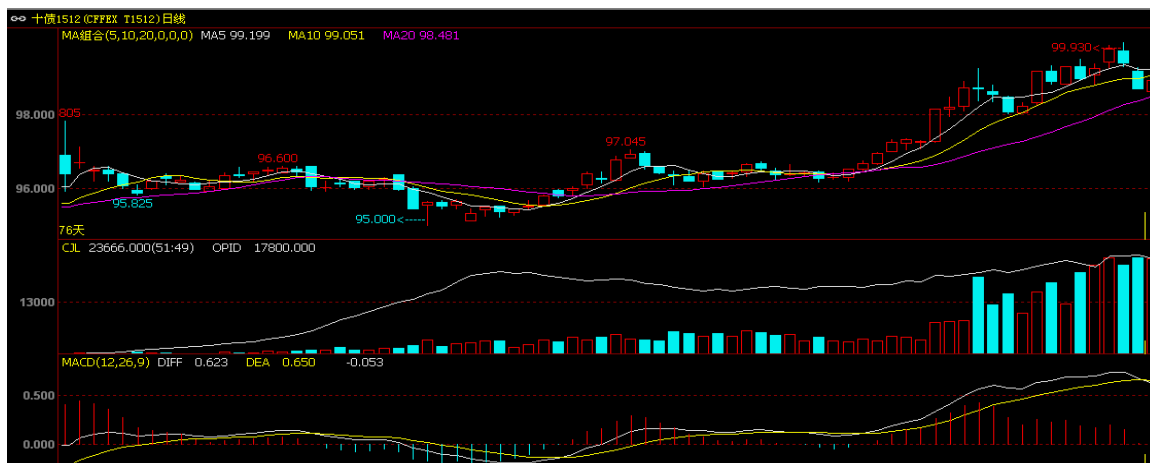 十债1512(CFFEX T1512)日线
MA组合(5,10,20,0,0,0) MA5 99.199 MA10 99.051 MA20 98.481
99.930<
98.000
805
97.045
96.600
96.000
95.825
95.000<-----
76天
CJL 23666.000(51:49) OPID 17800.000
13000
MACD(12,26,9) DIFF 0.623 DEA 0.650 -0.053
0.500
0.000